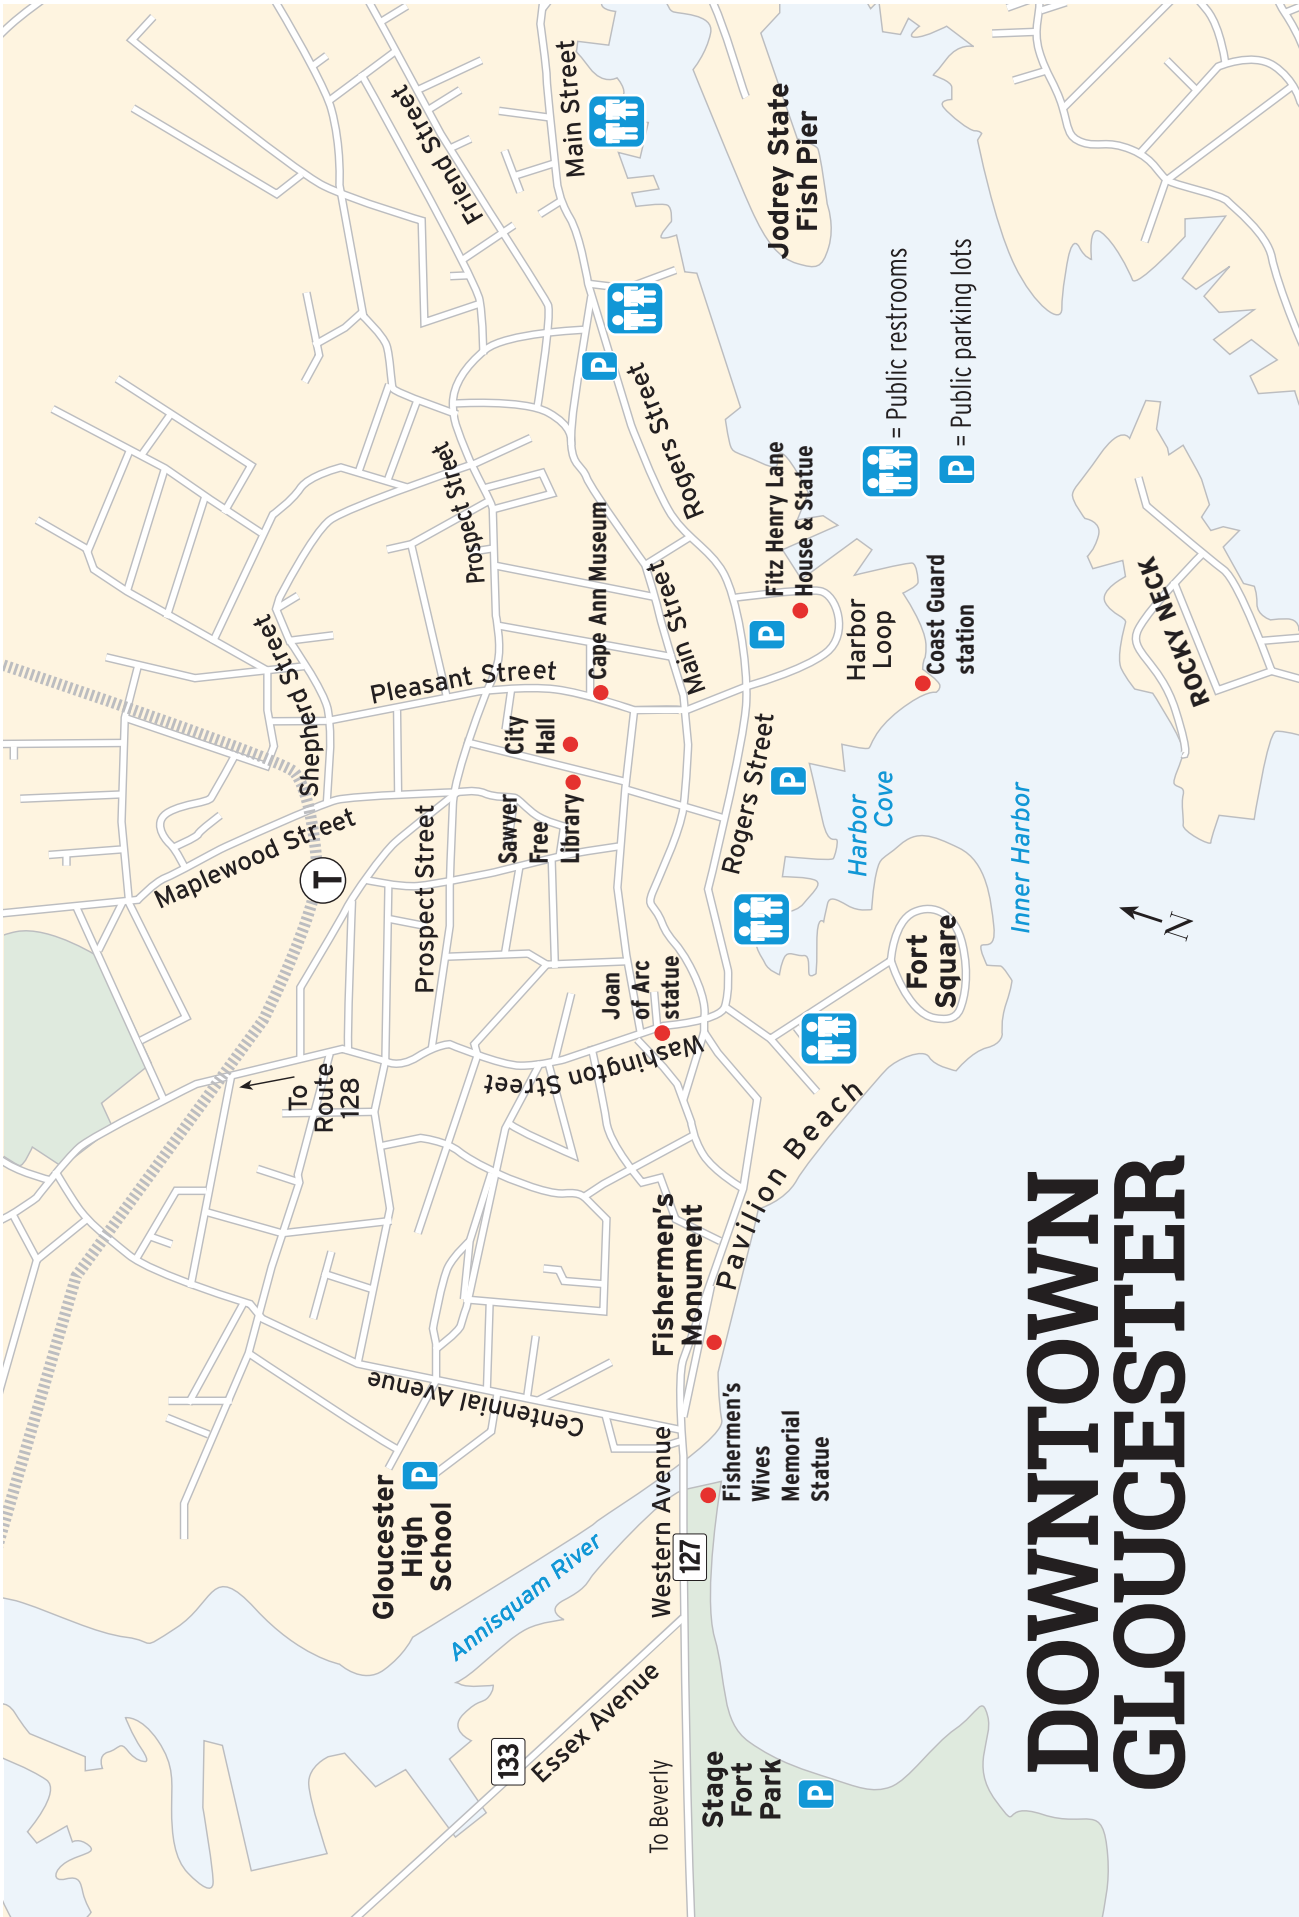 DOWNTOWN
GLOUCESTER
Main Street
Friend Street
Jodrey State
Fish Pier
= Public restrooms
P = Public parking lots
P
Rogers Street
Prospect Street
Fitz Henry Lane
House & Statue
Cape Ann Museum
Main Street
P
Harbor
Loop
Coast Guard
station
ROCKY NECK
Shepherd Street
Pleasant Street
City
Hall
Sawyer
Free
Library
Rogers Street
P
Harbor
Cove
Inner Harbor
Maplewood Street
T
Prospect Street
Fort
Square
N
Joan
of Arc
statue
Washington Street
To
Route
128
Pavilion Beach
Fishermen's
Monument
Centennial Avenue
Fishermen's
Wives
Memorial
Statue
Gloucester
High
School
P
Western Avenue
127
Annisquam River
Essex Avenue
133
To Beverly
Stage
Fort
Park
P